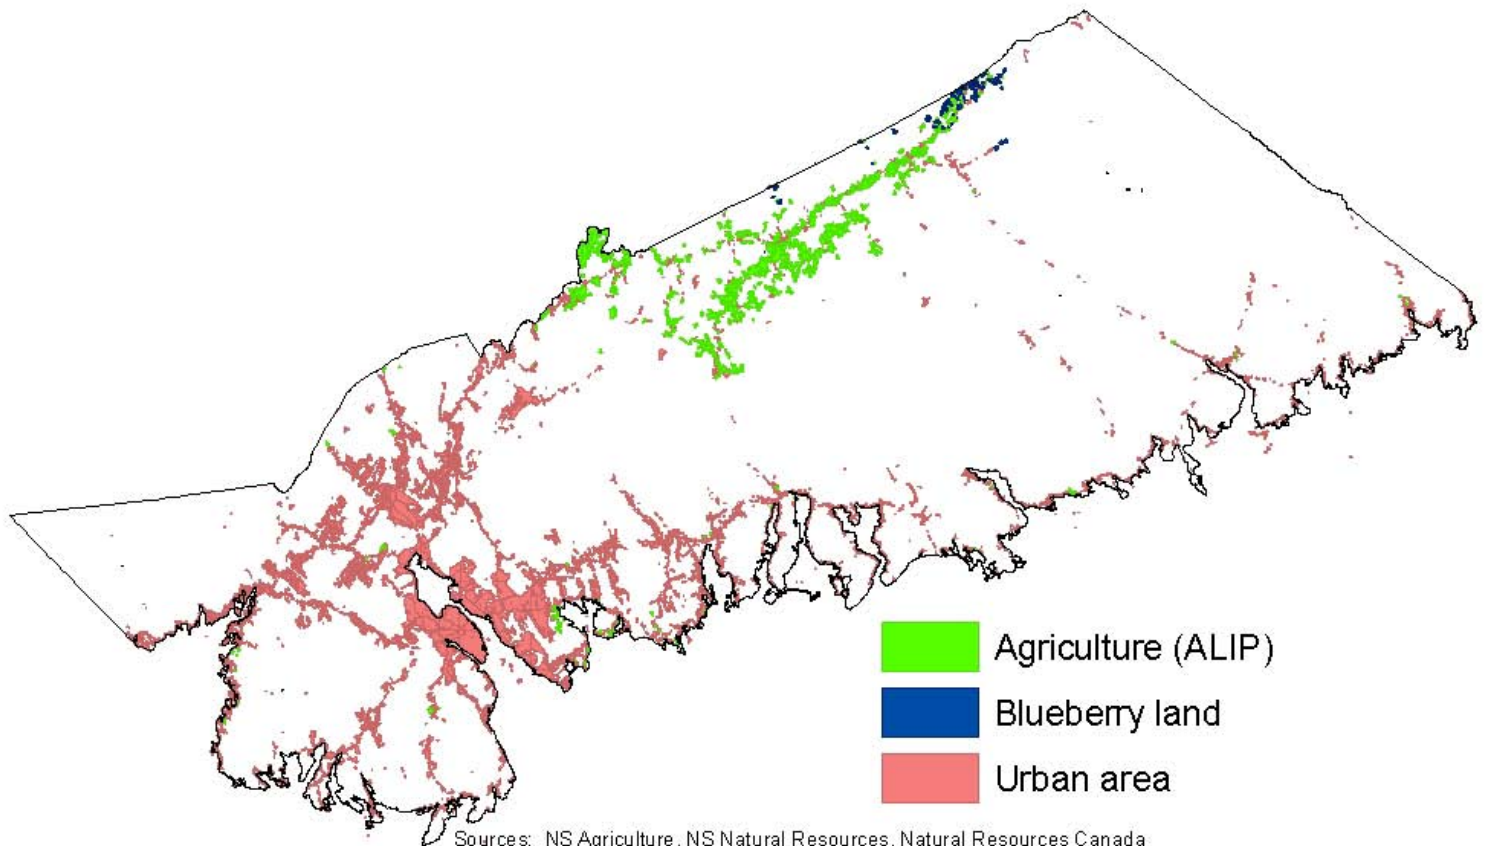 Agriculture (ALIP)
Blueberry land
Urban area
Sources: NS Agriculture, NS Natural Resources, Natural Resources Canada